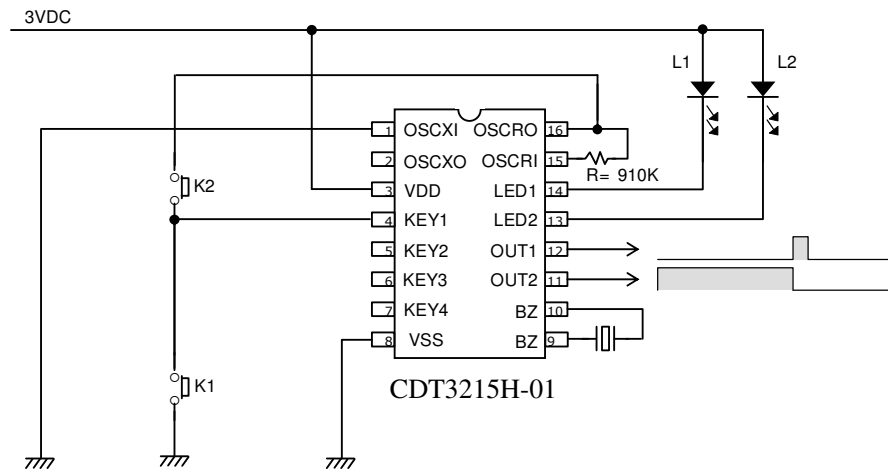 3VDC
L1
L2
1 OSCXI OSCRO 16
2 OSCXO OSCRI 15
R= 910K
3 VDD LED1 14
K2
4 KEY1 LED2 13
5 KEY2 OUT1 12
6 KEY3 OUT2 11
7 KEY4 BZ 10
8 VSS BZ 9
K1
CDT3215H-01